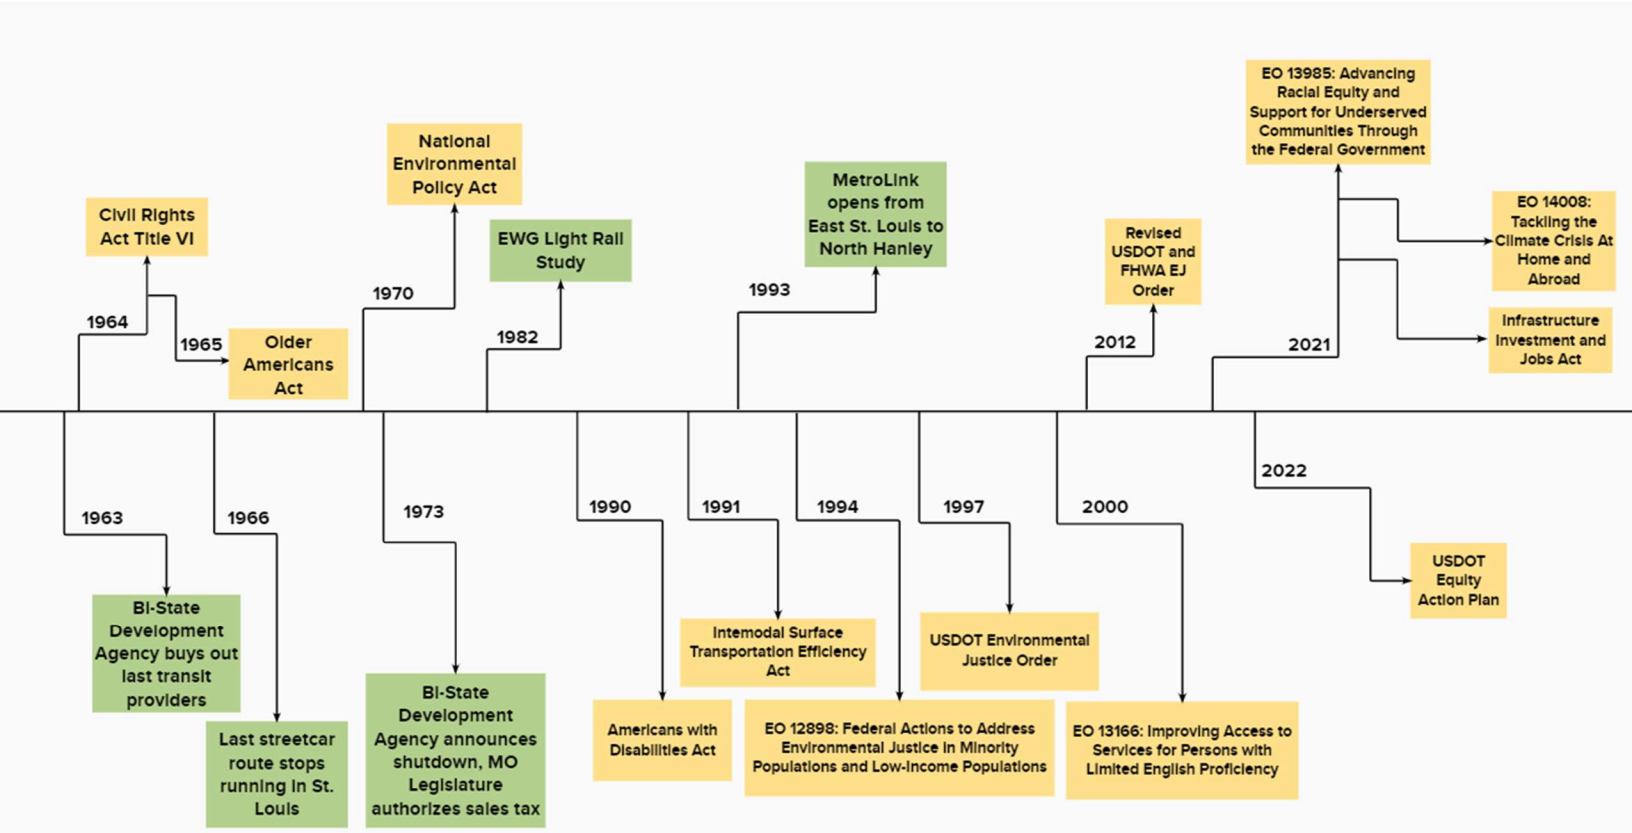 EO 13985: Advancing
Racial Equity and
Support for Underserved
Communities Through
the Federal Government
National
Environmental
Policy Act
MetroLink
opens from
East St. Louis to
North Hanley
EO 14008:
Tackling the
Climate Crisis At
Home and
Abroad
Civil Rights
Act Title VI
EWG Light Rail
Study
Revised
USDOT and
FHWA EJ
Order
1970
1993
1964
1965
Older
Americans
Act
1982
2012
2021
Infrastructure
Investment and
Jobs Act
2022
1963
1966
1973
1990
1991
1994
1997
2000
USDOT
Equity
Action Plan
Bi-State
Development
Agency buys out
last transit
providers
Intemodal Surface
Transportation Efficiency
Act
USDOT Environmental
Justice Order
Last streetcar
route stops
running in St.
Louis
Bi-State
Development
Agency announces
shutdown, MO
Legislature
authorizes sales tax
Americans with
Disabilities Act
EO 12898: Federal Actions to Address
Environmental Justice in Minority
Populations and Low-Income Populations
EO 13166: Improving Access to
Services for Persons with
Limited English Proficiency